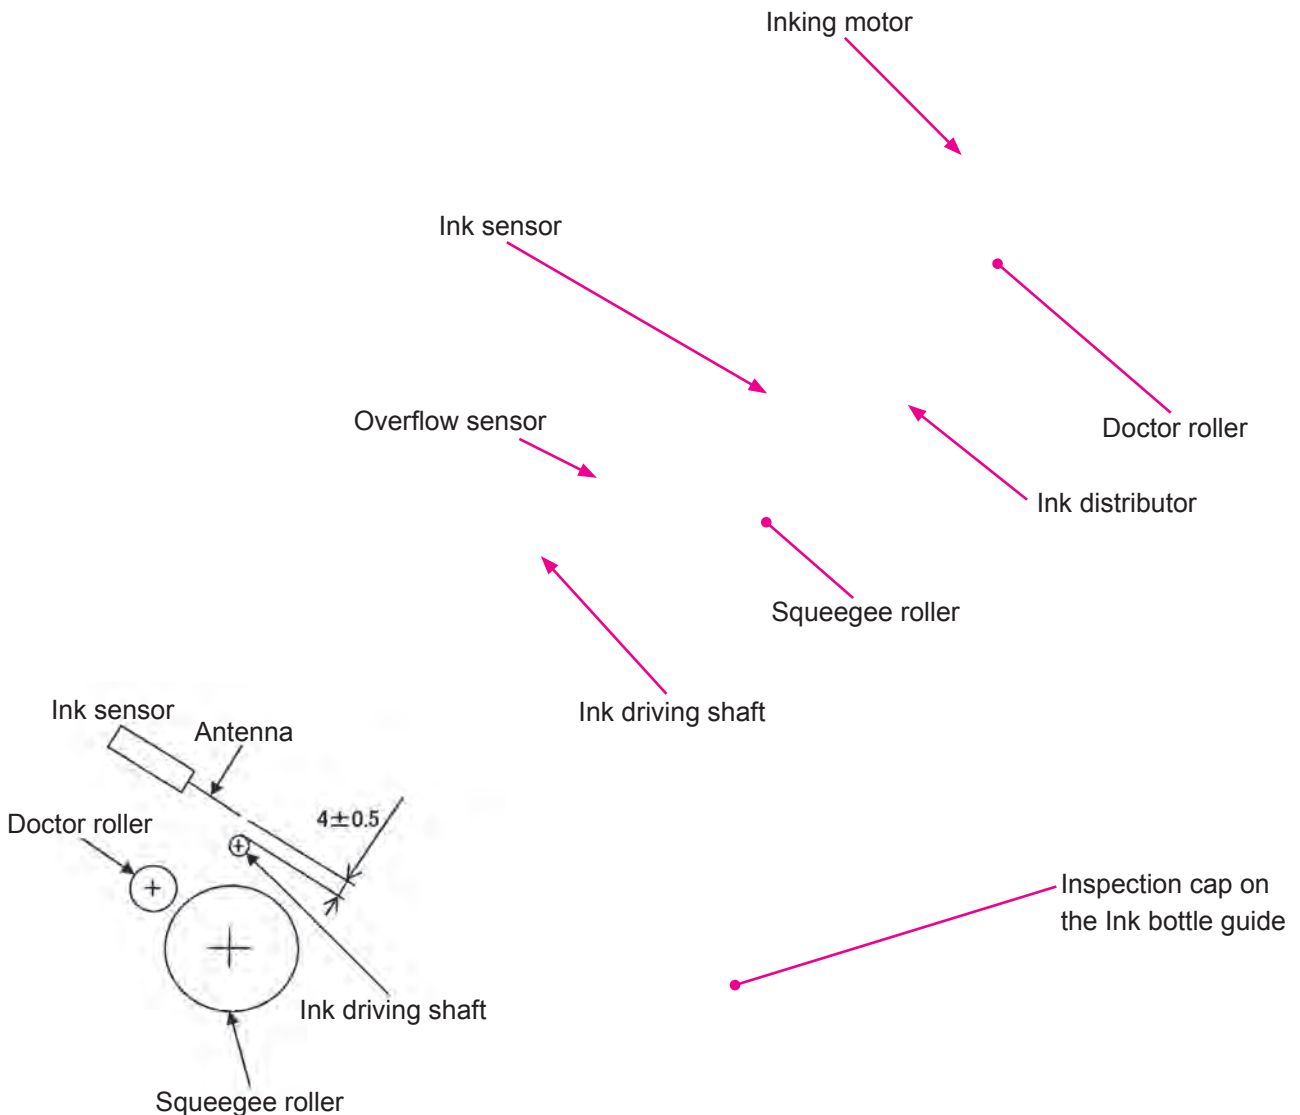 Inking motor
Ink sensor
Overflow sensor
Doctor roller
Ink distributor
Squeegee roller
Ink driving shaft
Ink sensor
Antenna
4±0.5
Doctor roller
Inspection cap on
the Ink bottle guide
Ink driving shaft
Squeegee roller